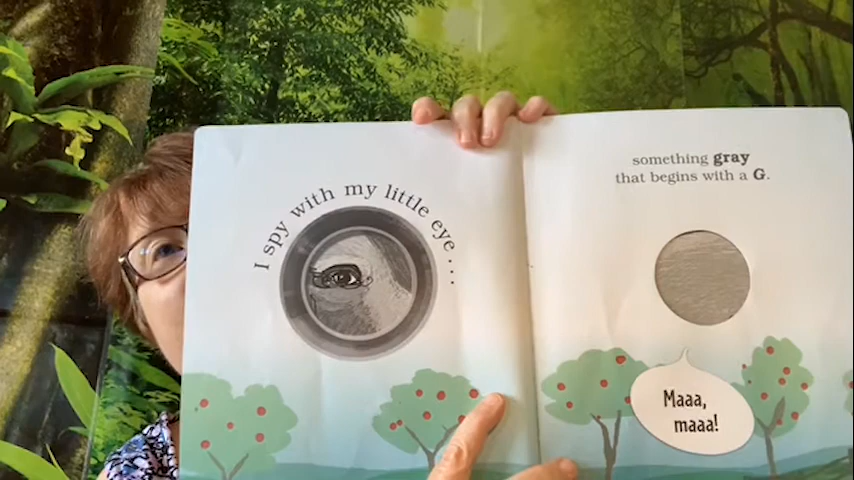 I spy with my little eye...
something gray
that begins with a G.
Maaa,
maaa!